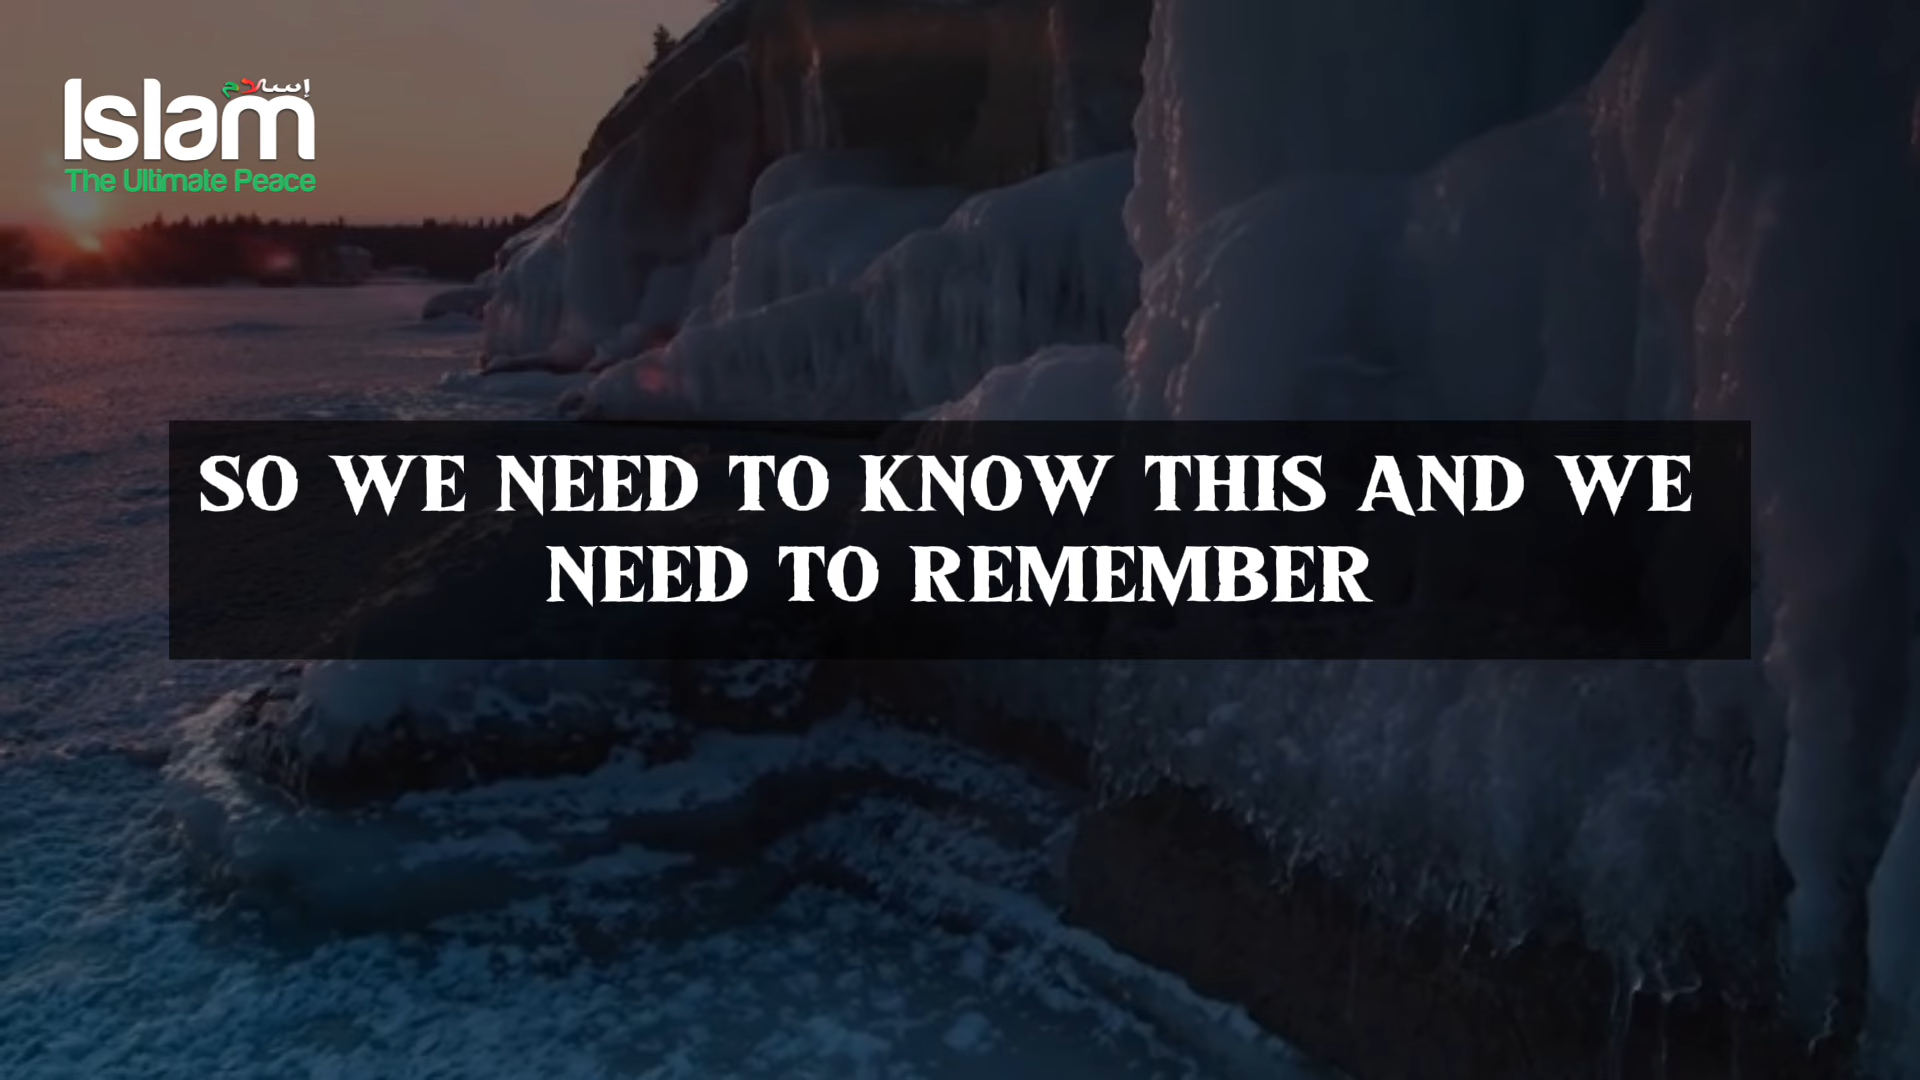 إسلام
Islam
The Ultimate Peace
SO WE NEED TO KNOW THIS AND WE
NEED TO REMEMBER